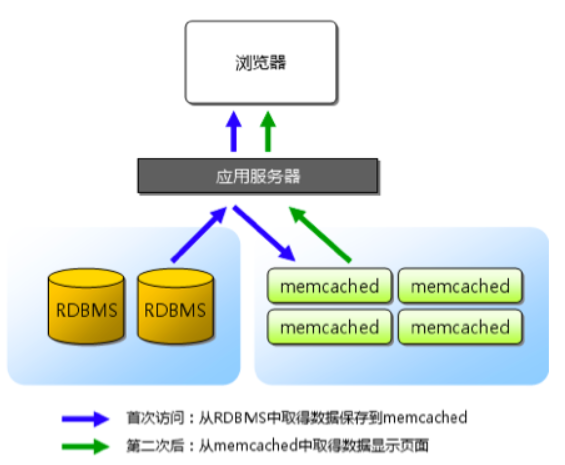 浏览器
应用服务器
RDBMS RDBMS
memcached memcached
memcached memcached
首次访问：从RDBMS中取得数据保存到memcached
第二次后：从memcached中取得数据显示页面